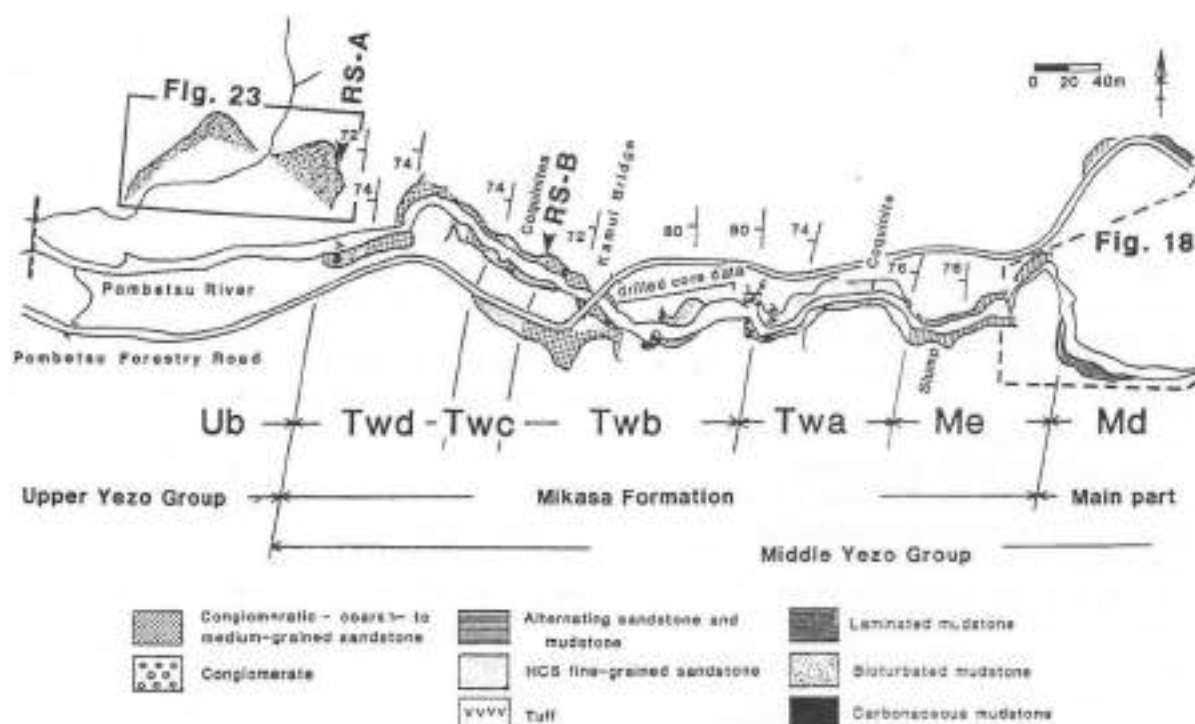 Fig. 23
RS-A
0 20 40m
72
74
74
74
Coquinites
RS-B
72
Kamui Bridge
80
80
74
Coquinite
76
76
Fig. 18
drilled core data
Pombetsu River
Pombetsu Forestry Road
Slump
Ub Twd Twc Twb Twa Me Md
Upper Yezo Group Mikasa Formation Main part
Middle Yezo Group
Conglomeratic - coarse- to
medium-grained sandstone
Conglomerate
Alternating sandstone and
mudstone
HCS fine-grained sandstone
Tuff
Laminated mudstone
Bioturbated mudstone
Carbonaceous mudstone